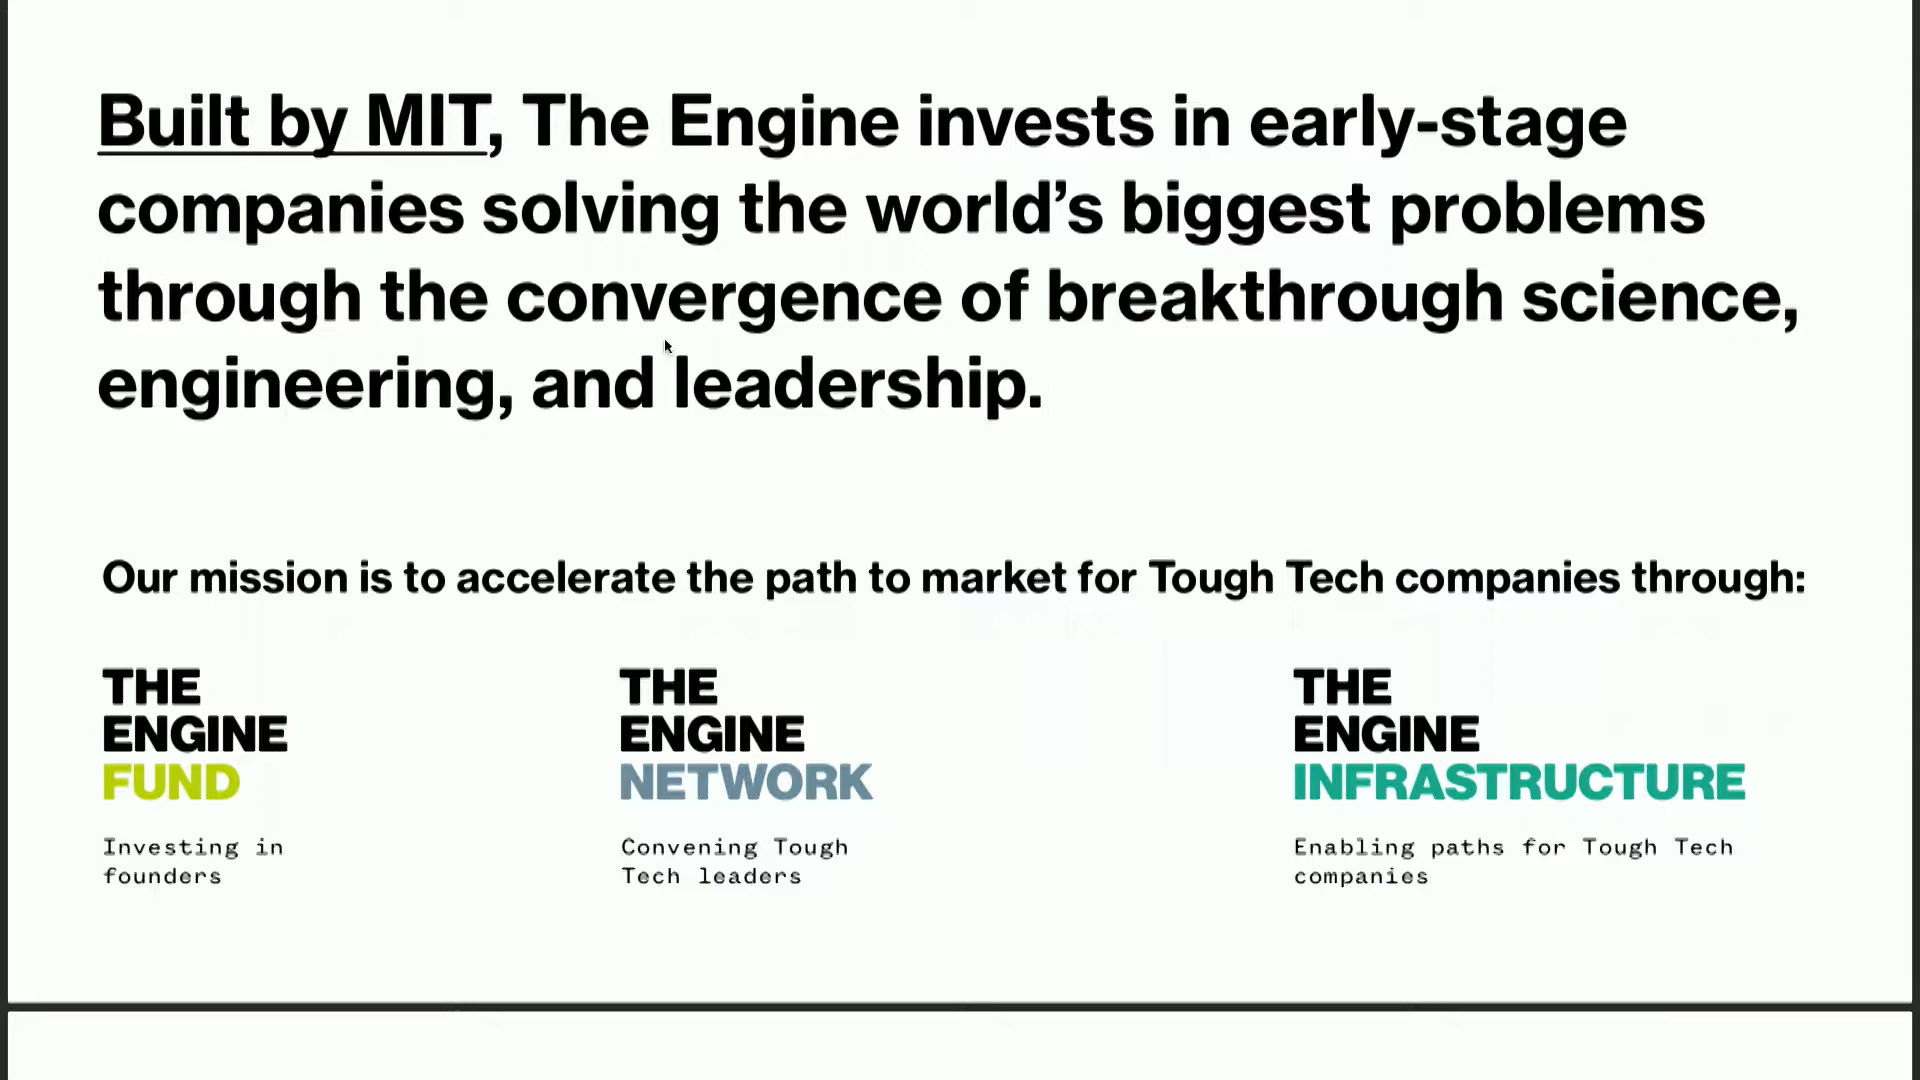 Built by MIT, The Engine invests in early-stage
companies solving the world’s biggest problems
through the convergence of breakthrough science,
engineering, and leadership.
Our mission is to accelerate the path to market for Tough Tech companies through:
THE
ENGINE
FUND
Investing in
founders
THE
ENGINE
NETWORK
Convening Tough
Tech leaders
THE
ENGINE
INFRASTRUCTURE
Enabling paths for Tough Tech
companies